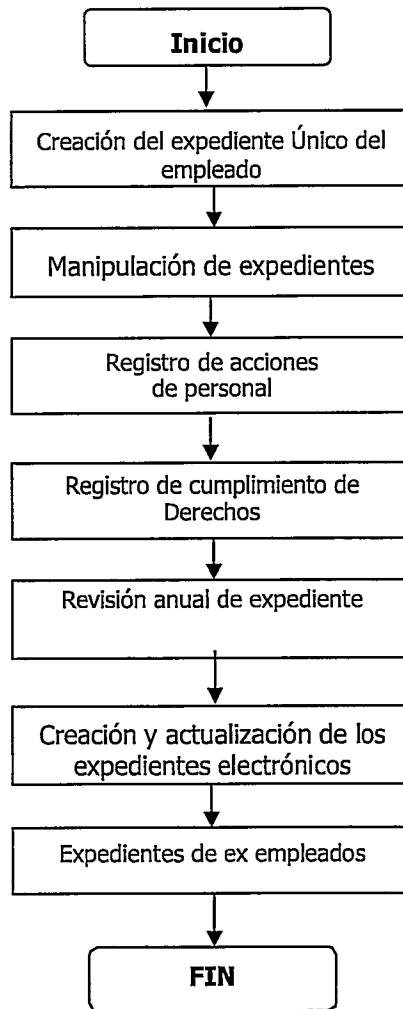 Inicio
Creación del expediente Único del
empleado
Manipulación de expedientes
Registro de acciones
de personal
Registro de cumplimiento de
Derechos
Revisión anual de expediente
Creación y actualización de los
expedientes electrónicos
Expedientes de ex empleados
FIN